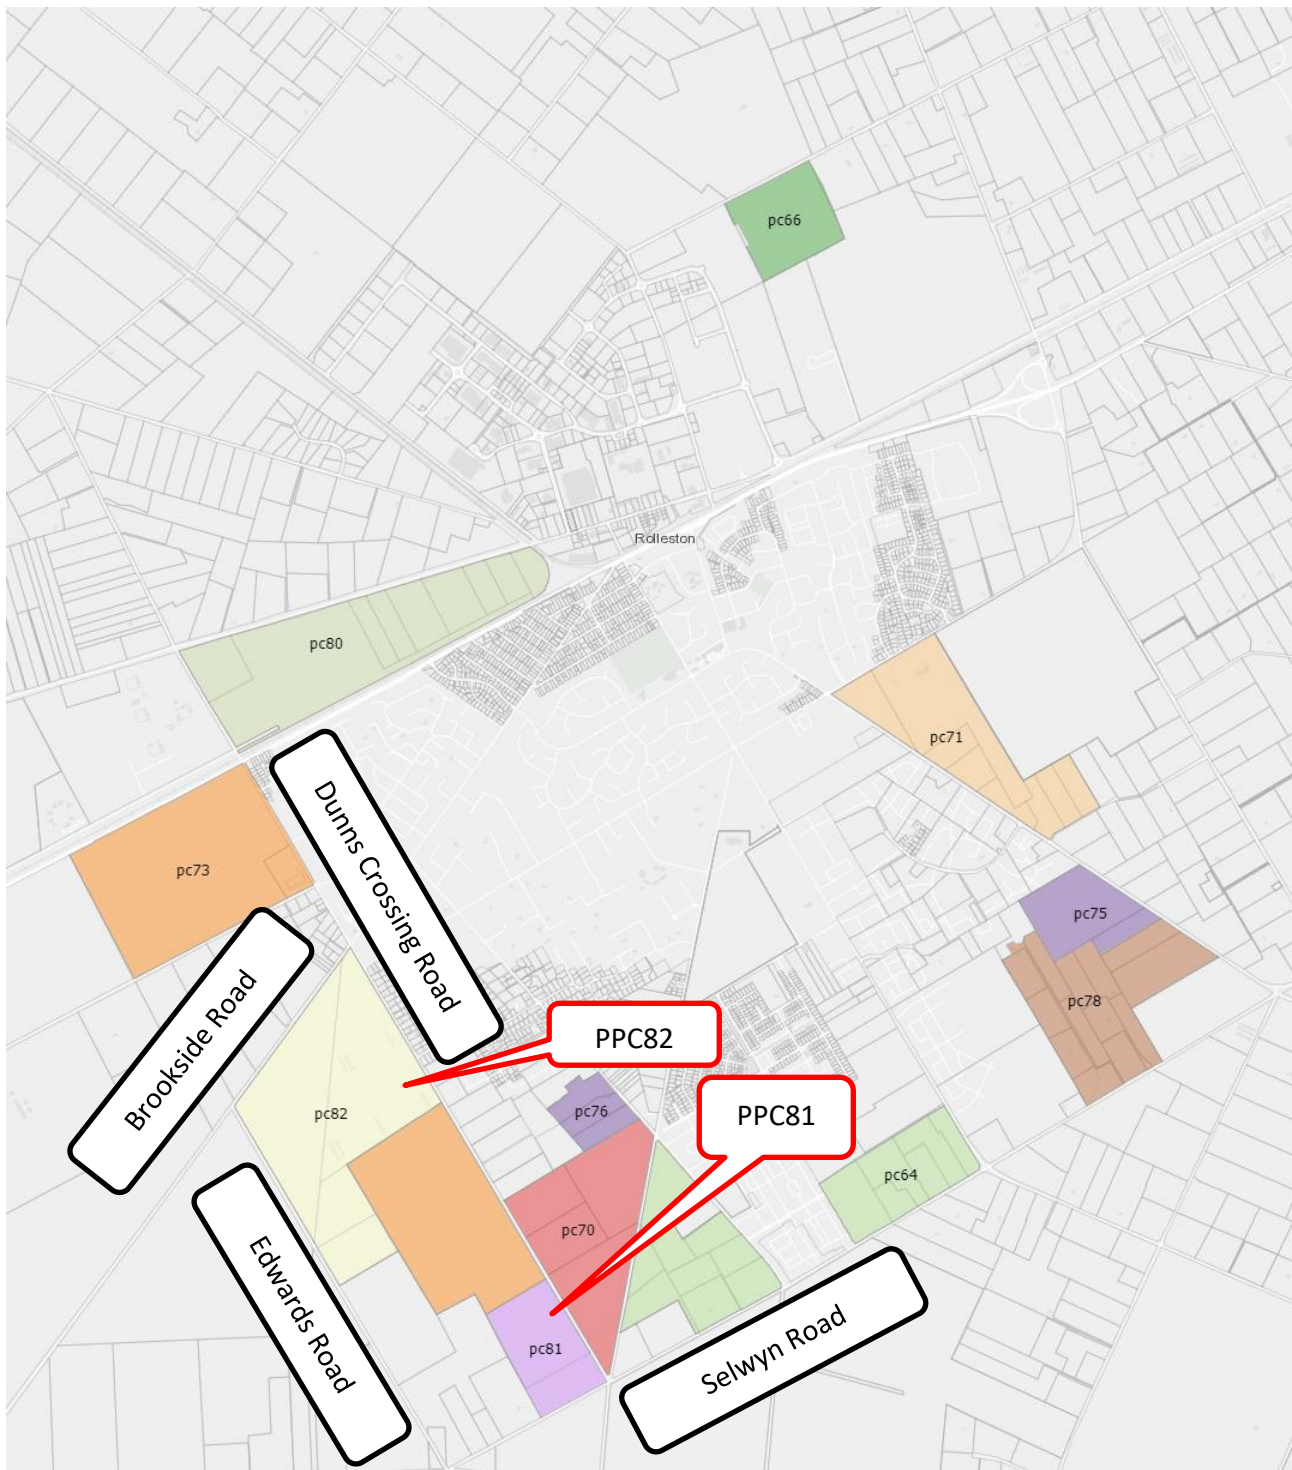 pc66
Rolleston
pc80
pc71
Dunns Crossing Road
pc73
pc75
Brookside Road
pc78
PPC82
pc82
pc76
PPC81
pc64
pc70
Edwards Road
pc81
Selwyn Road